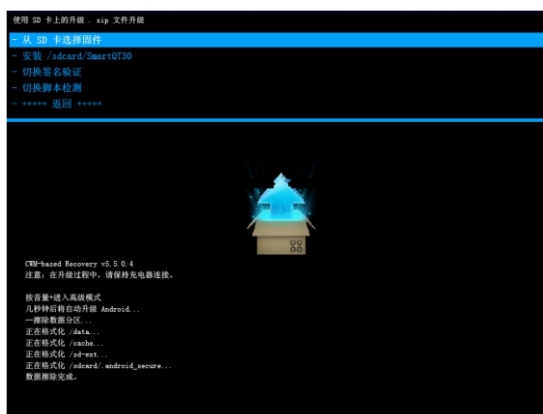 使用 SD 卡上的升级 . zip 文件升级
- 从 SD 卡选择固件
- 安装 /sdcard/SmartQT30
- 切换签名验证
- 切换脚本检测
- +++++ 返回 +++++
CWM-based Recovery v5.5.0.4
注意: 在升级过程中, 请保持充电器连接。
按音量+进入高级模式
几秒钟后将自动升级 Android...
--擦除数据分区...
正在格式化 /data...
正在格式化 /cache...
正在格式化 /sd-ext...
正在格式化 /sdcard/.android_secure...
数据擦除完成。